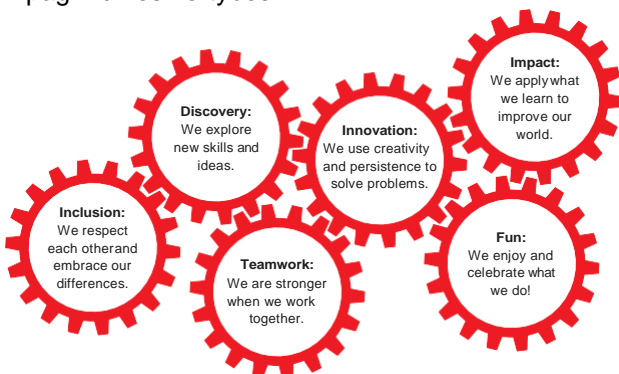 Impact:
We apply what
we learn to
improve our
world.
Discovery:
We explore
new skills and
ideas.
Innovation:
We use creativity
and persistence to
solve problems.
Inclusion:
We respect
each otherand
embrace our
differences.
Teamwork:
We are stronger
when we work
together.
Fun:
We enjoy and
celebrate what
we do!